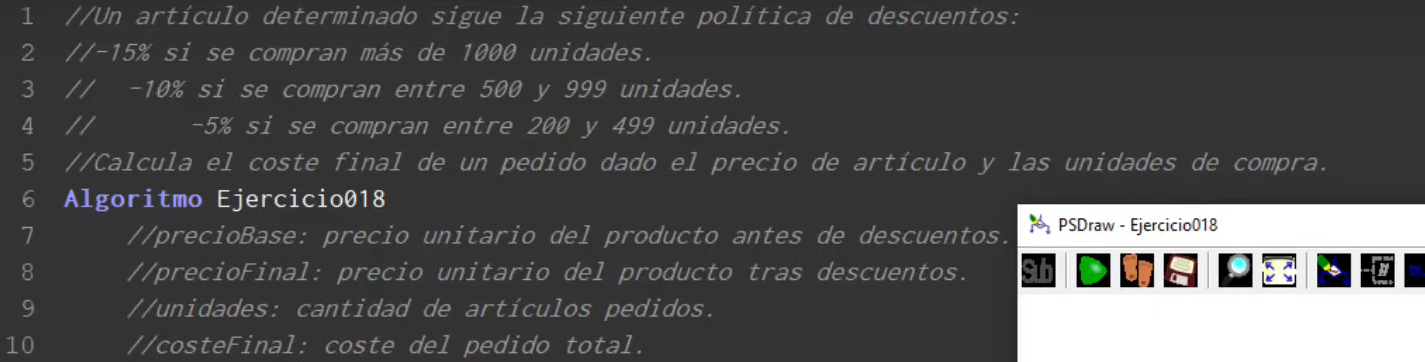 1 //Un artículo determinado sigue la siguiente política de descuentos:
2 //-15% si se compran más de 1000 unidades.
3 //  -10% si se compran entre 500 y 999 unidades.
4 //      -5% si se compran entre 200 y 499 unidades.
5 //Calcula el coste final de un pedido dado el precio de artículo y las unidades de compra.
6 Algoritmo Ejercicio018
7 //precioBase: precio unitario del producto antes de descuentos.
8 //precioFinal: precio unitario del producto tras descuentos.
9 //unidades: cantidad de artículos pedidos.
10 //costeFinal: coste del pedido total.
PSDraw - Ejercicio018
Sub